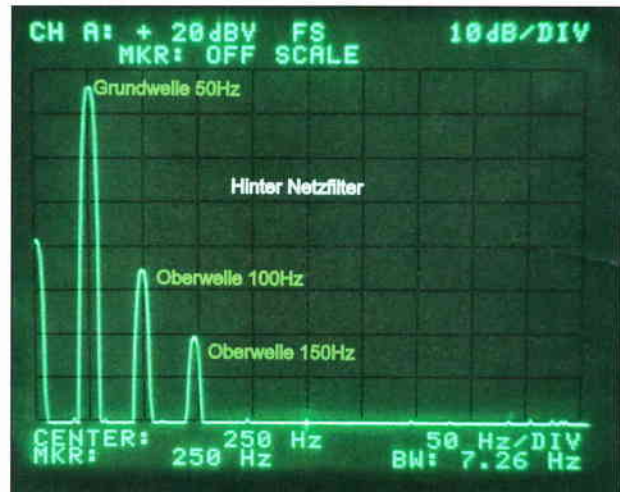 CH A: + 20dBV FS 10dB/DIV
MKR: OFF SCALE
Grundwelle 50Hz
Hinter Netzfilter
Oberwelle 100Hz
Oberwelle 150Hz
CENTER: 250 Hz 50 Hz/DIV
MKR: 250 Hz BW: 7.26 Hz